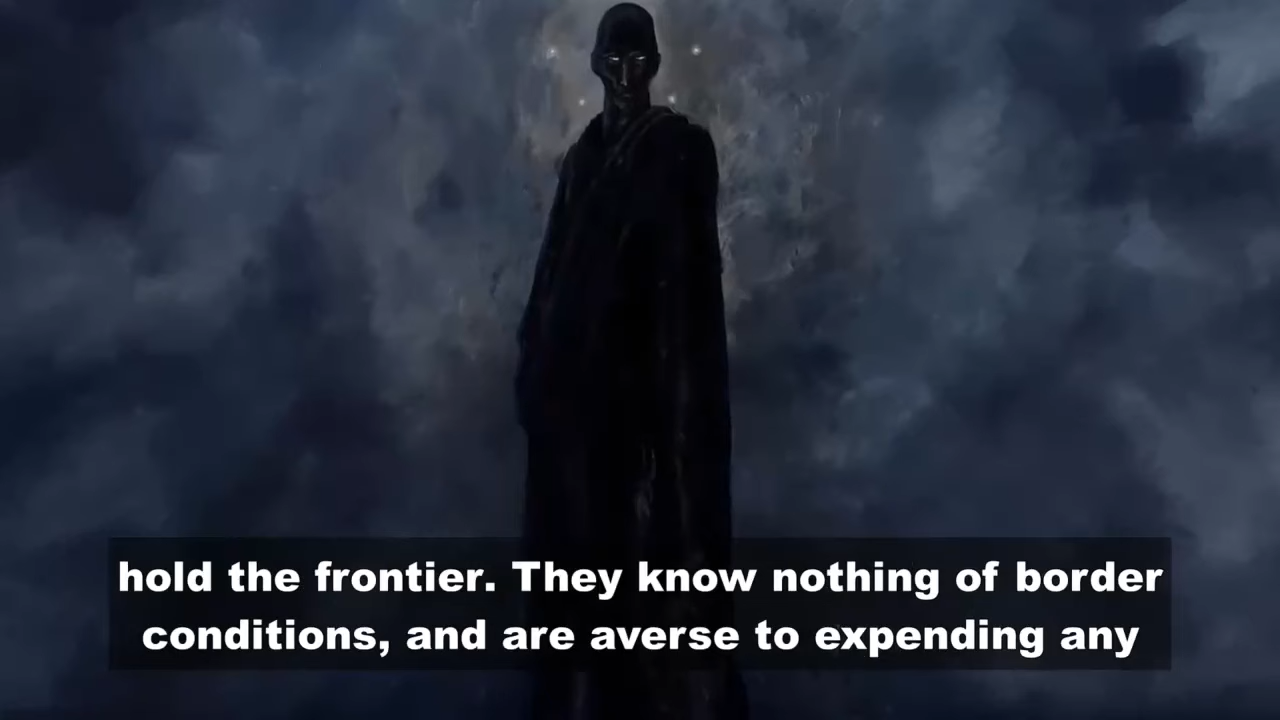 hold the frontier. They know nothing of border
conditions, and are averse to expending any